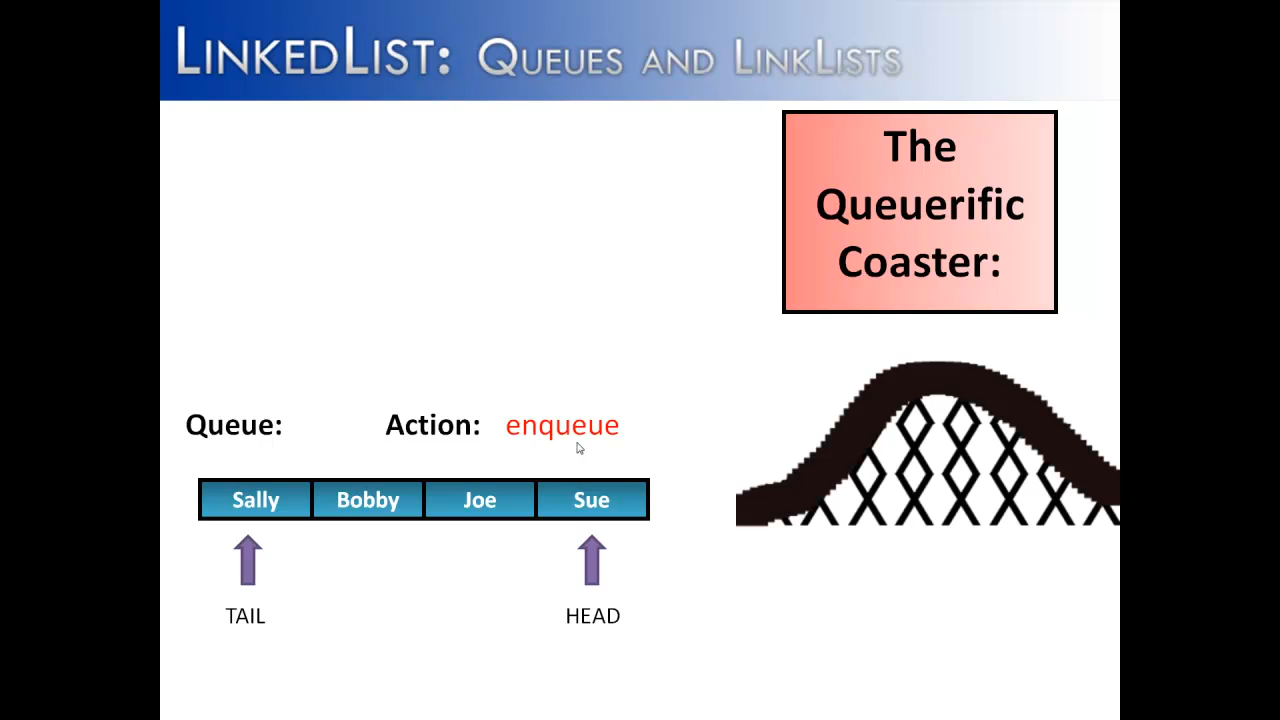 LINKEDLIST: QUEUES AND LINKLISTS
The
Queuerific
Coaster:
Queue: Action: enqueue
Sally Bobby Joe Sue
TAIL HEAD